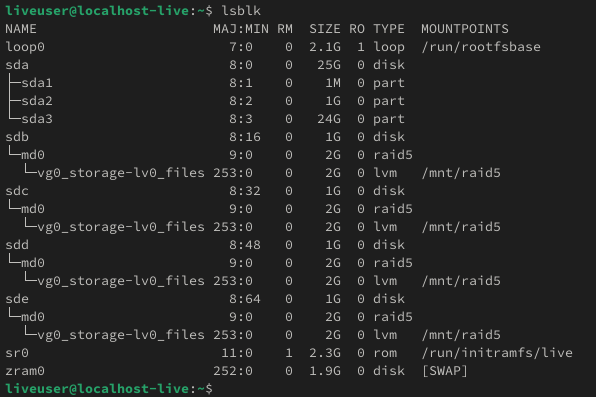 liveuser@localhost-live:~$ lsblk
NAME                      MAJ:MIN RM  SIZE RO TYPE  MOUNTPOINTS
loop0                       7:0    0  2.1G  1 loop  /run/rootfsbase
sda                         8:0    0   25G  0 disk
├─sda1                      8:1    0    1M  0 part
├─sda2                      8:2    0    1G  0 part
└─sda3                      8:3    0   24G  0 part
sdb                         8:16   0    1G  0 disk
└─md0                       9:0    0    2G  0 raid5
  └─vg0_storage-lv0_files 253:0    0    2G  0 lvm   /mnt/raid5
sdc                         8:32   0    1G  0 disk
└─md0                       9:0    0    2G  0 raid5
  └─vg0_storage-lv0_files 253:0    0    2G  0 lvm   /mnt/raid5
sdd                         8:48   0    1G  0 disk
└─md0                       9:0    0    2G  0 raid5
  └─vg0_storage-lv0_files 253:0    0    2G  0 lvm   /mnt/raid5
sde                         8:64   0    1G  0 disk
└─md0                       9:0    0    2G  0 raid5
  └─vg0_storage-lv0_files 253:0    0    2G  0 lvm   /mnt/raid5
sr0                        11:0    1  2.3G  0 rom   /run/initramfs/live
zram0                     252:0    0  1.9G  0 disk  [SWAP]
liveuser@localhost-live:~$